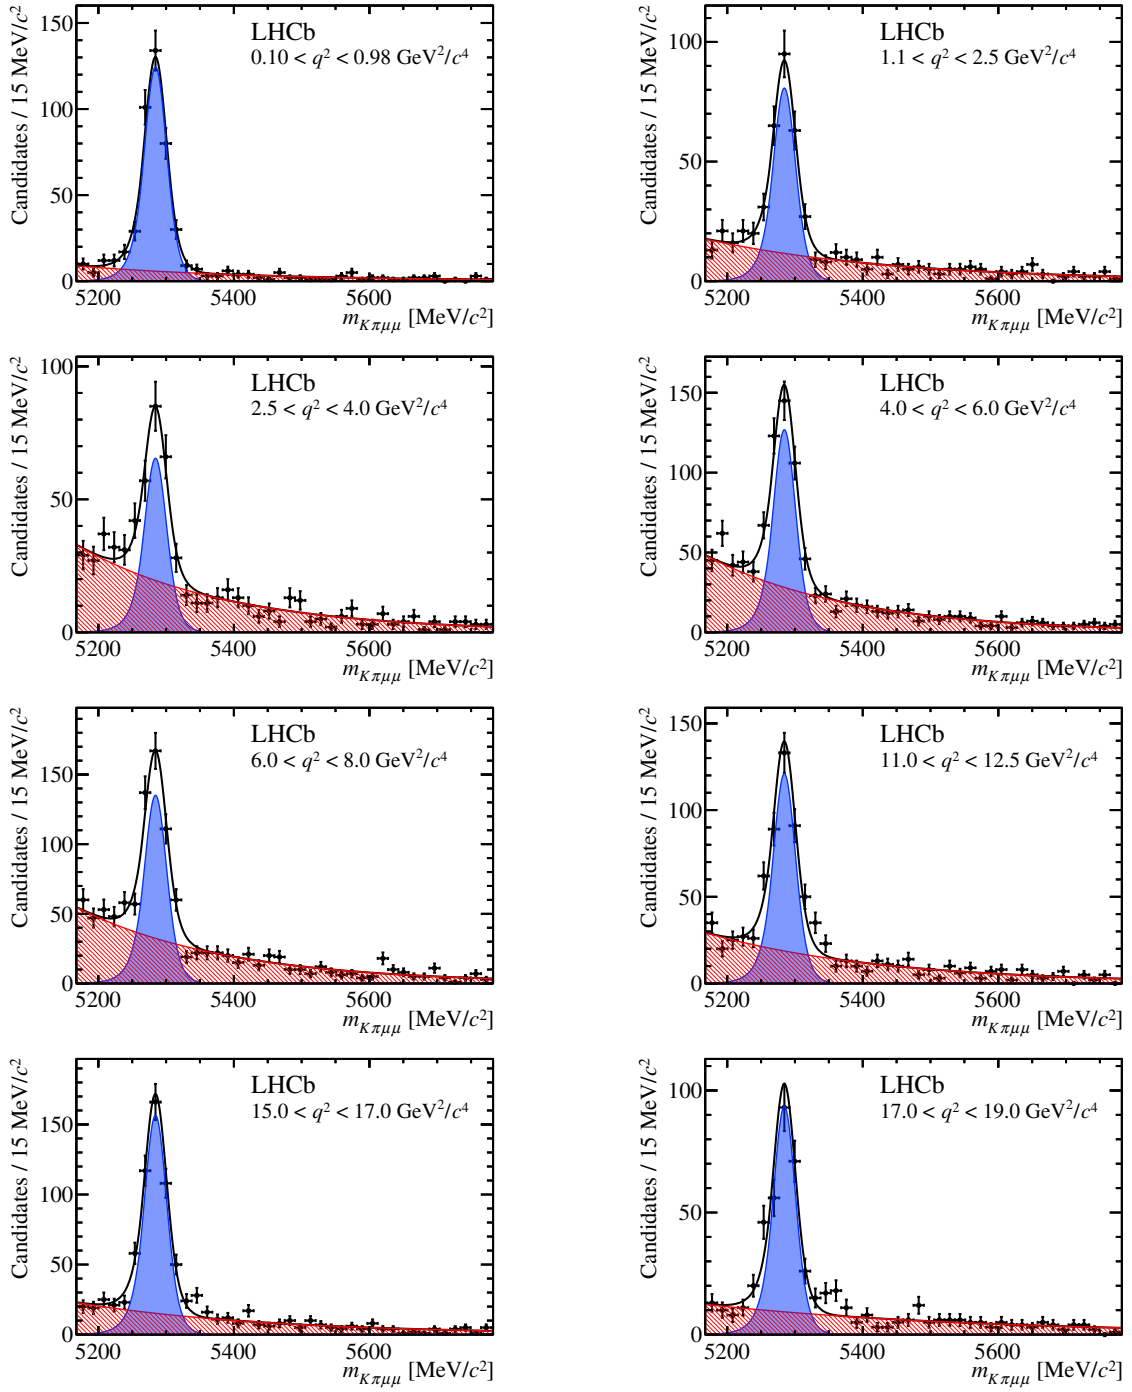 Candidates / 15 MeV/c²
150
100
50
0
LHCb
0.10 < q² < 0.98 GeV²/c⁴
5200 5400 5600
m_{Kπμμ} [MeV/c²]
Candidates / 15 MeV/c²
100
50
0
LHCb
1.1 < q² < 2.5 GeV²/c⁴
5200 5400 5600
m_{Kπμμ} [MeV/c²]
Candidates / 15 MeV/c²
100
50
0
LHCb
2.5 < q² < 4.0 GeV²/c⁴
5200 5400 5600
m_{Kπμμ} [MeV/c²]
Candidates / 15 MeV/c²
150
100
50
0
LHCb
4.0 < q² < 6.0 GeV²/c⁴
5200 5400 5600
m_{Kπμμ} [MeV/c²]
Candidates / 15 MeV/c²
150
100
50
0
LHCb
6.0 < q² < 8.0 GeV²/c⁴
5200 5400 5600
m_{Kπμμ} [MeV/c²]
Candidates / 15 MeV/c²
150
100
50
0
LHCb
11.0 < q² < 12.5 GeV²/c⁴
5200 5400 5600
m_{Kπμμ} [MeV/c²]
Candidates / 15 MeV/c²
150
100
50
0
LHCb
15.0 < q² < 17.0 GeV²/c⁴
5200 5400 5600
m_{Kπμμ} [MeV/c²]
Candidates / 15 MeV/c²
100
50
0
LHCb
17.0 < q² < 19.0 GeV²/c⁴
5200 5400 5600
m_{Kπμμ} [MeV/c²]